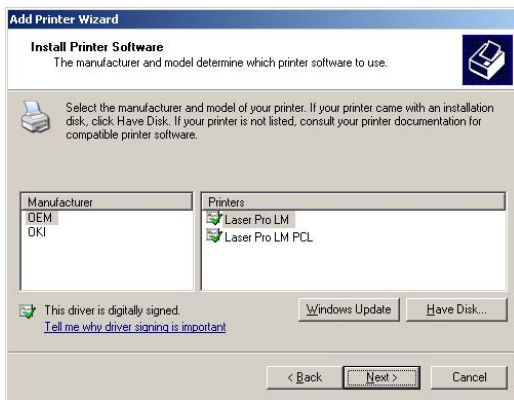 Add Printer Wizard
Install Printer Software
The manufacturer and model determine which printer software to use.
Select the manufacturer and model of your printer. If your printer came with an installation
disk, click Have Disk. If your printer is not listed, consult your printer documentation for
compatible printer software.
Manufacturer
OEM
OKI
Printers
Laser Pro LM
Laser Pro LM PCL
This driver is digitally signed.
Tell me why driver signing is important
Windows Update
Have Disk...
< Back
Next >
Cancel